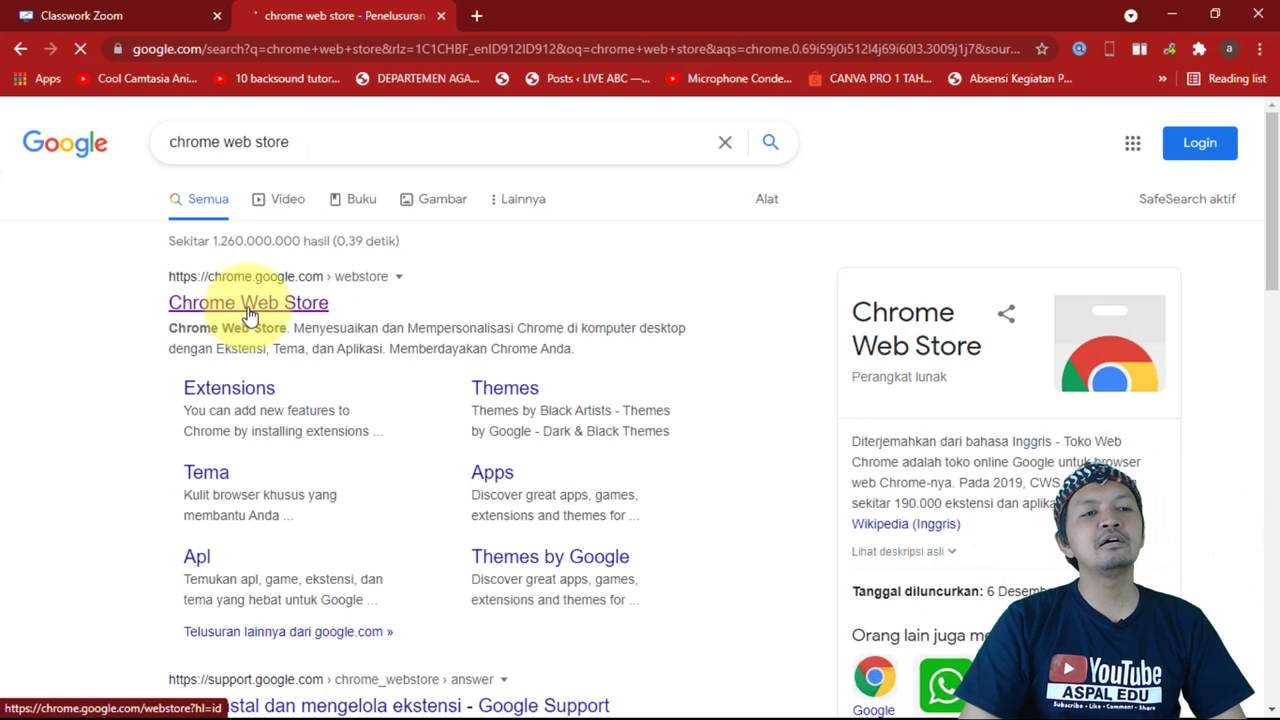 Classwork Zoom
chrome web store - Penelusuran
google.com/search?q=chrome+web+store&rlz=1C1CHBF_enID912ID912&oq=chrome+web+store&aqs=chrome.0.69i59j0i512l4j69i60l3.3009j1j7&sour...
Apps
Cool Camtasia Ani...
10 backsound tutor...
DEPARTEMEN AGA...
Posts ‹ LIVE ABC —...
Microphone Conde...
CANVA PRO 1 TAH...
Absensi Kegiatan P...
»
Reading list
Google
chrome web store
Login
Semua
Video
Buku
Gambar
Lainnya
Alat
SafeSearch aktif
Sekitar 1.260.000.000 hasil (0,39 detik)
https://chrome.google.com › webstore
Chrome Web Store
Chrome Web Store. Menyesuaikan dan Mempersonalisasi Chrome di komputer desktop
dengan Ekstensi, Tema, dan Aplikasi. Memberdayakan Chrome Anda.
Extensions
You can add new features to
Chrome by installing extensions ...
Themes
Themes by Black Artists - Themes
by Google - Dark & Black Themes
Tema
Kulit browser khusus yang
membantu Anda ...
Apps
Discover great apps, games,
extensions and themes for ...
Apl
Temukan apl, game, ekstensi, dan
tema yang hebat untuk Google ...
Themes by Google
Discover great apps, games,
extensions and themes for ...
Telusuran lainnya dari google.com »
https://support.google.com › chrome_webstore › answer
stal dan mengelola ekstensi - Google Support
https://chrome.google.com/webstore?hl=id
Chrome
Web Store
Perangkat lunak
Diterjemahkan dari bahasa Inggris - Toko Web
Chrome adalah toko online Google untuk browser
web Chrome-nya. Pada 2019, CWS
sekitar 190.000 ekstensi dan aplika
Wikipedia (Inggris)
Lihat deskripsi asli
Tanggal diluncurkan: 6 Desem
Orang lain juga me
Google
YouTube
ASPAL EDU
Subscribe • Like • Comment • Share